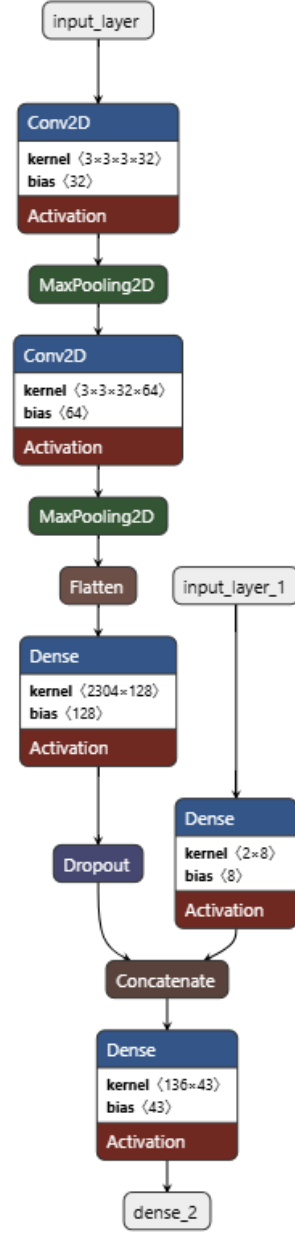 input_layer
Conv2D
kernel 〈3×3×3×32〉
bias 〈32〉
Activation
MaxPooling2D
Conv2D
kernel 〈3×3×32×64〉
bias 〈64〉
Activation
MaxPooling2D
Flatten
input_layer_1
Dense
kernel 〈2304×128〉
bias 〈128〉
Activation
Dense
kernel 〈2×8〉
bias 〈8〉
Activation
Dropout
Concatenate
Dense
kernel 〈136×43〉
bias 〈43〉
Activation
dense_2